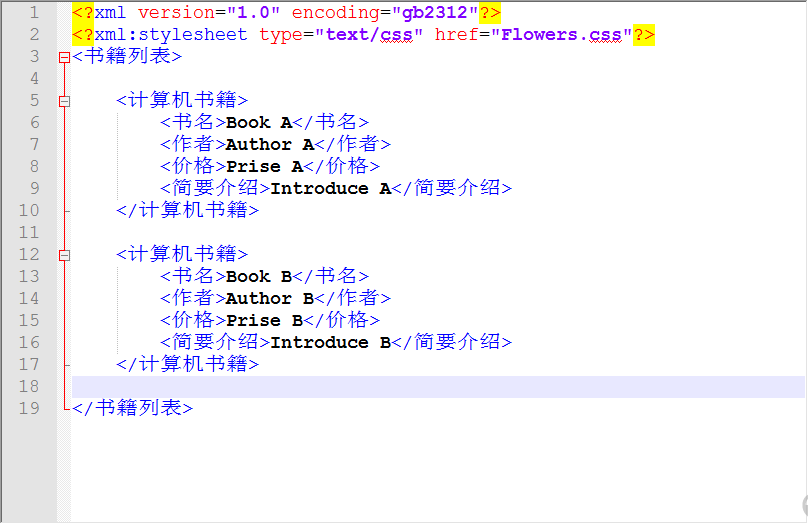 1 <?xml version="1.0" encoding="gb2312"?>
2 <?xml:stylesheet type="text/css" href="Flowers.css"?>
3 <书籍列表>
4
5 <计算机书籍>
6 <书名>Book A</书名>
7 <作者>Author A</作者>
8 <价格>Prise A</价格>
9 <简要介绍>Introduce A</简要介绍>
10 </计算机书籍>
11
12 <计算机书籍>
13 <书名>Book B</书名>
14 <作者>Author B</作者>
15 <价格>Prise B</价格>
16 <简要介绍>Introduce B</简要介绍>
17 </计算机书籍>
18
19 </书籍列表>